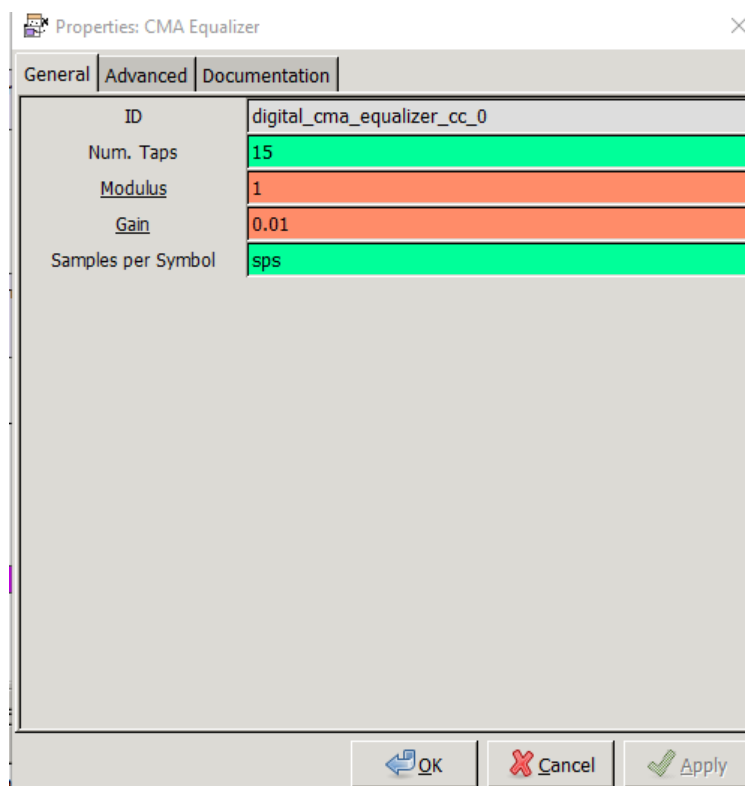 Properties: CMA Equalizer
General Advanced Documentation
ID digital_cma_equalizer_cc_0
Num. Taps 15
Modulus 1
Gain 0.01
Samples per Symbol sps
OK Cancel Apply